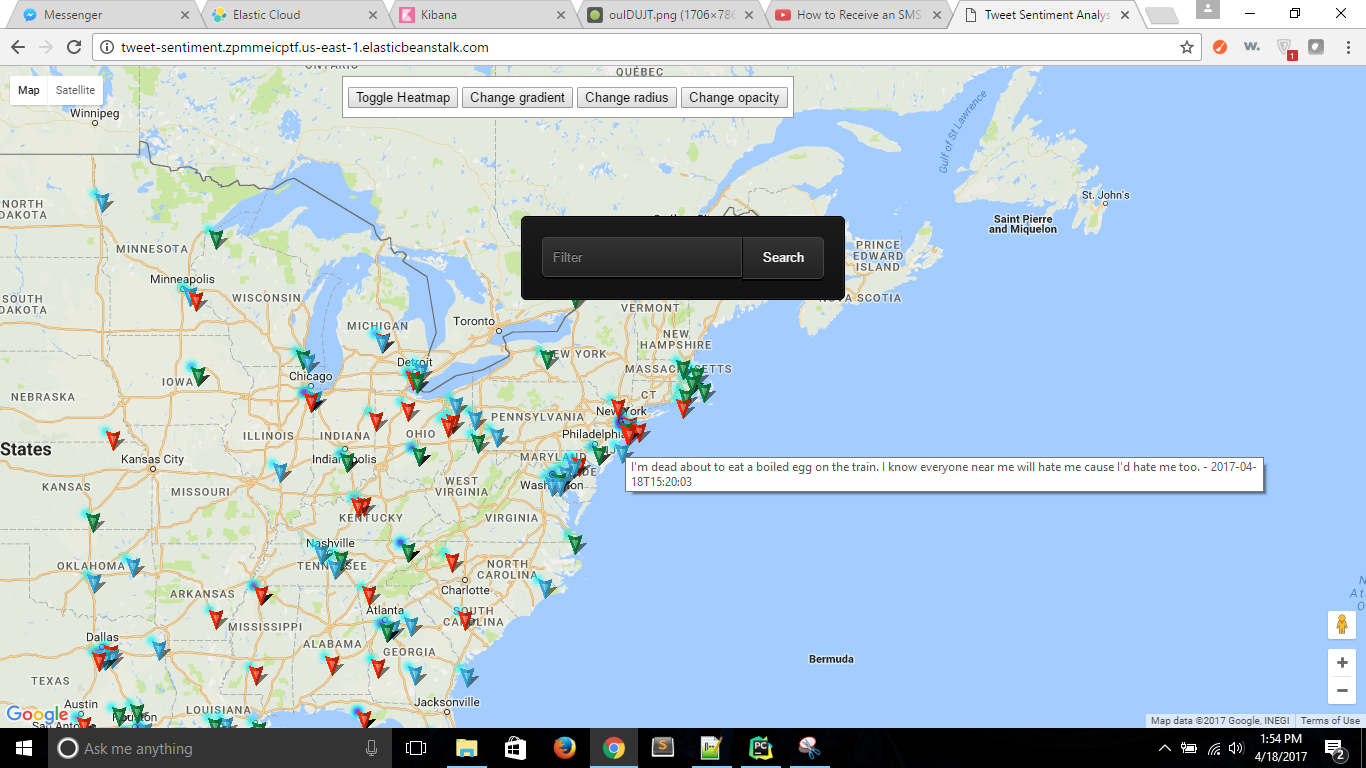 Messenger
Elastic Cloud
Kibana
oulDUJT.png (1706×786
How to Receive an SMS
Tweet Sentiment Analys
tweet-sentiment.zpmmeicptf.us-east-1.elasticbeanstalk.com
W.
1
Map
Satellite
Toggle Heatmap
Change gradient
Change radius
Change opacity
ONTARIO
QUÉBEC
Winnipeg
Gulf of St Lawrence
St. John's
NORTH
DAKOTA
Saint Pierre
and Miquelon
MINNESOTA
PRINCE
EDWARD
ISLAND
Filter
Search
Minneapolis
WISCONSIN
SOUTH
DAKOTA
NOVA SCOTIA
VERMONT
MICHIGAN
Toronto
NEW
HAMPSHIRE
NEW YORK
Detroit
MASSACHUSETTS
Chicago
IOWA
CT
NEBRASKA
New York
PENNSYLVANIA
ILLINOIS
INDIANA
OHIO
Philadelphia
NJ
States
Kansas City
Indianapolis
MARYLAND
I'm dead about to eat a boiled egg on the train. I know everyone near me will hate me cause I'd hate me too. - 2017-04-
18T15:20:03
KANSAS
MISSOURI
WEST
VIRGINIA
Washington
KENTUCKY
VIRGINIA
Nashville
TENNESSEE
OKLAHOMA
NORTH
CAROLINA
ARKANSAS
Charlotte
Atlanta
SOUTH
CAROLINA
MISSISSIPPI
Dallas
ALABAMA
GEORGIA
Bermuda
TEXAS
Austin
LOUISIANA
Jacksonville
Houston
San Anto
Google
Map data ©2017 Google, INEGI
Terms of Use
Ask me anything
1:54 PM
4/18/2017
2